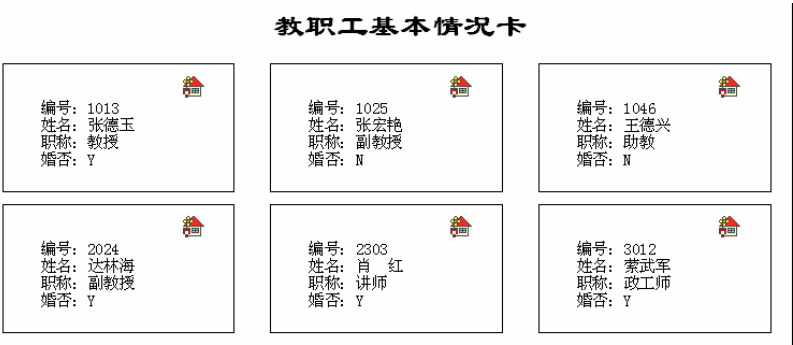 教职工基本情况卡
编号: 1013
姓名: 张德玉
职称: 教授
婚否: Y
编号: 1025
姓名: 张宏艳
职称: 副教授
婚否: N
编号: 1046
姓名: 王德兴
职称: 助教
婚否: N
编号: 2024
姓名: 达林海
职称: 副教授
婚否: Y
编号: 2303
姓名: 肖　红
职称: 讲师
婚否: Y
编号: 3012
姓名: 萦武军
职称: 政工师
婚否: Y